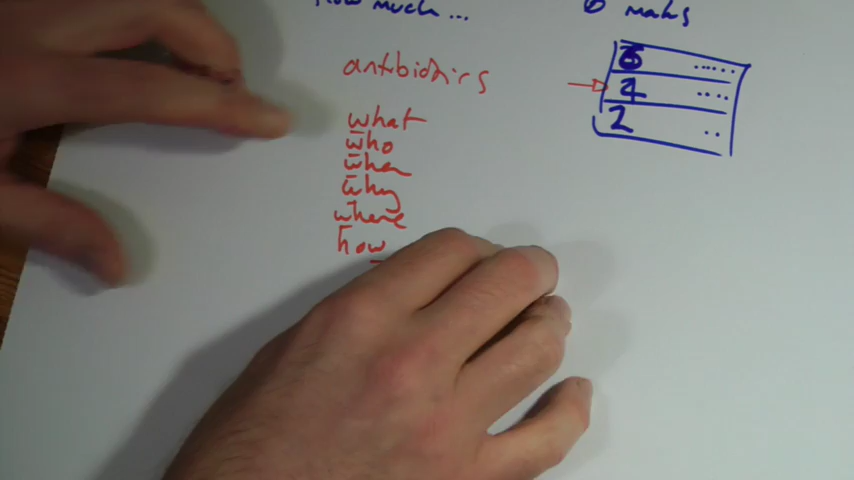 how much ...
6 marks
antibiotics
6 .....
4 ....
2 ..
what
who
when
why
where
how